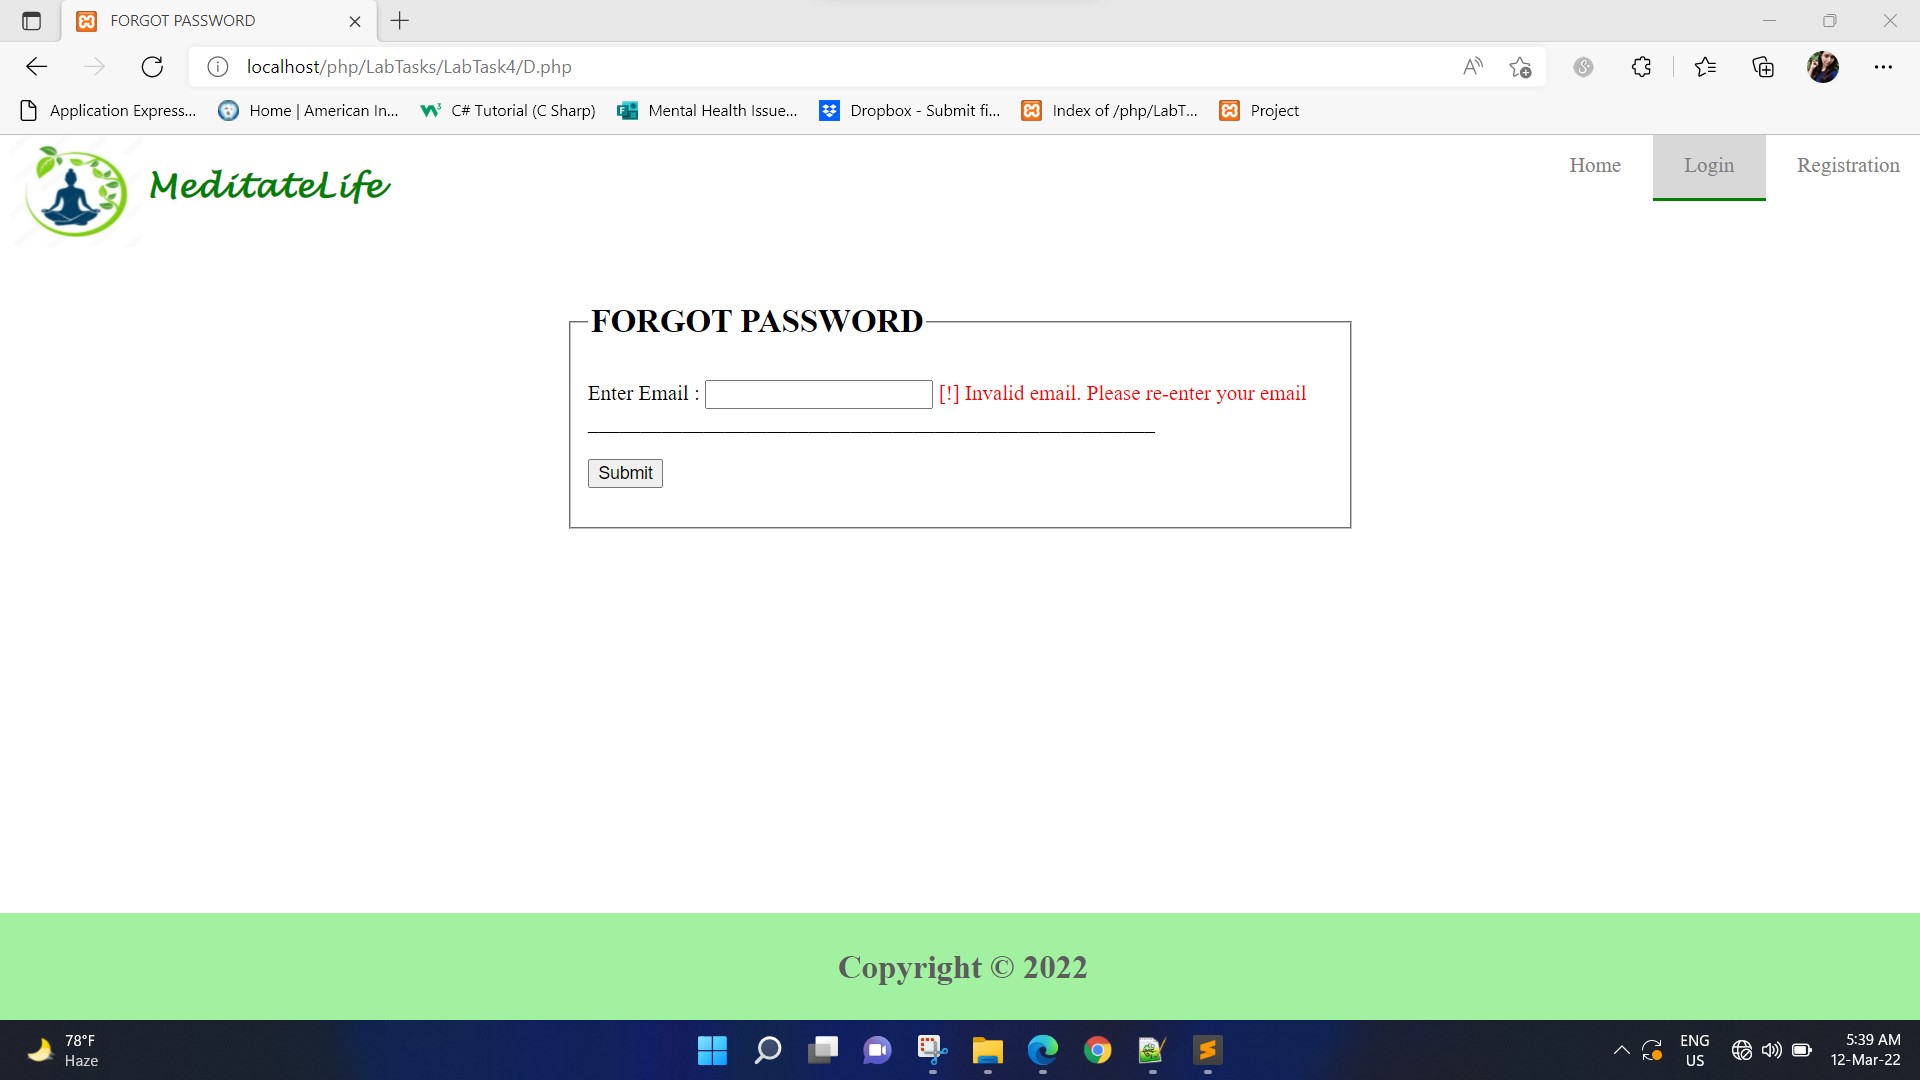 FORGOT PASSWORD
localhost/php/LabTasks/LabTask4/D.php
Application Express... Home | American In... C# Tutorial (C Sharp) Mental Health Issue... Dropbox - Submit fi... Index of /php/LabT... Project
MeditateLife
Home Login Registration
FORGOT PASSWORD
Enter Email : [!] Invalid email. Please re-enter your email
Submit
Copyright © 2022
78°F
Haze
ENG
US
5:39 AM
12-Mar-22